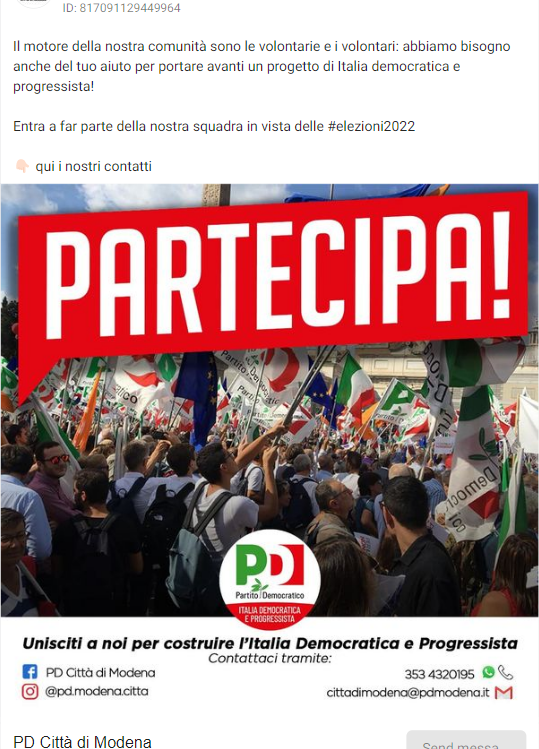 ID: 817091129449964
Il motore della nostra comunità sono le volontarie e i volontari: abbiamo bisogno
anche del tuo aiuto per portare avanti un progetto di Italia democratica e
progressista!
Entra a far parte della nostra squadra in vista delle #elezioni2022
👇🏻 qui i nostri contatti
PARTECIPA!
PD
Partito Democratico
ITALIA DEMOCRATICA
E PROGRESSISTA
Unisciti a noi per costruire l'Italia Democratica e Progressista
Contattaci tramite:
PD Città di Modena
353 4320195
@pd.modena.citta
cittadimodena@pdmodena.it
PD Città di Modena
Send messa...